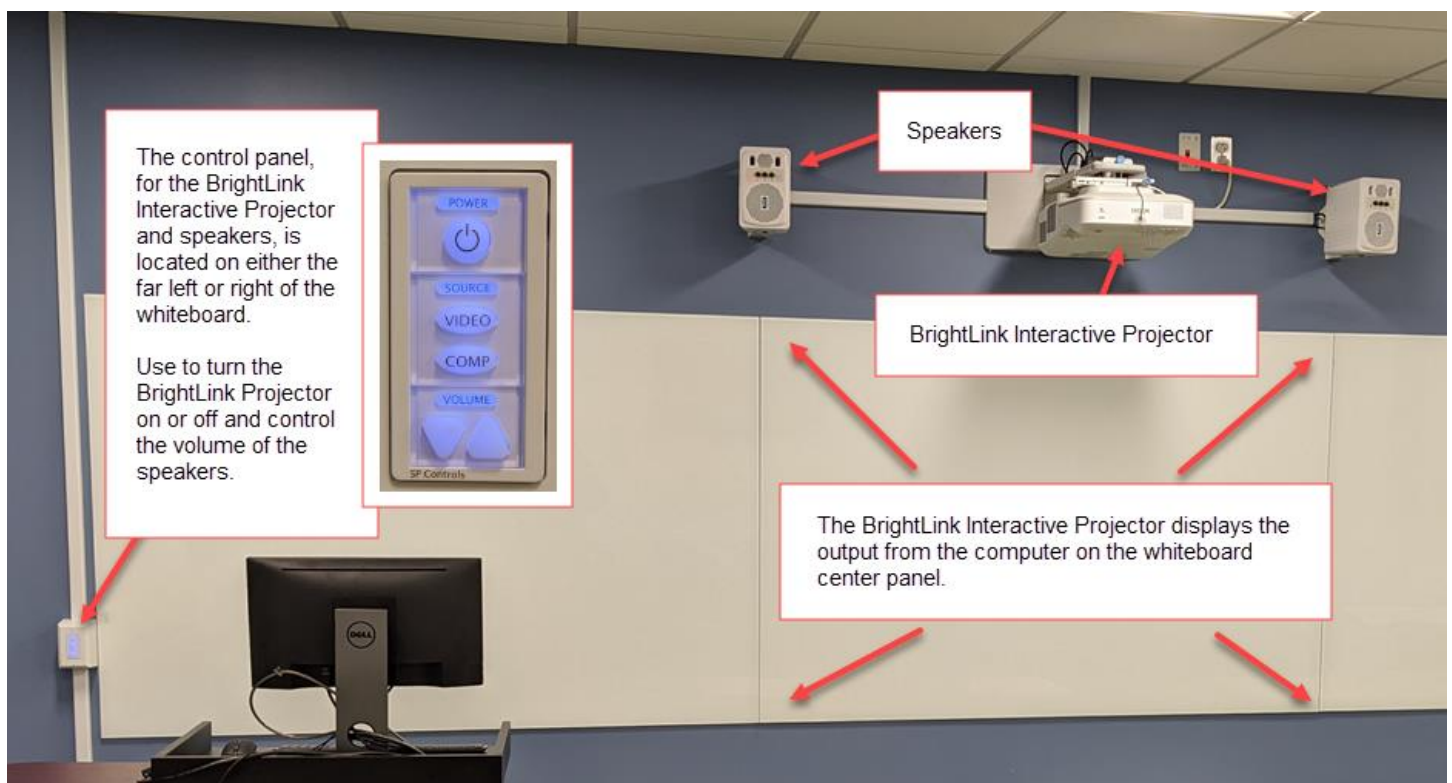 The control panel,
for the BrightLink
Interactive Projector
and speakers, is
located on either the
far left or right of the
whiteboard.
Use to turn the
BrightLink Projector
on or off and control
the volume of the
speakers.
POWER
SOURCE
VIDEO
COMP
VOLUME
SP Controls
Speakers
BrightLink Interactive Projector
The BrightLink Interactive Projector displays the
output from the computer on the whiteboard
center panel.
DELL